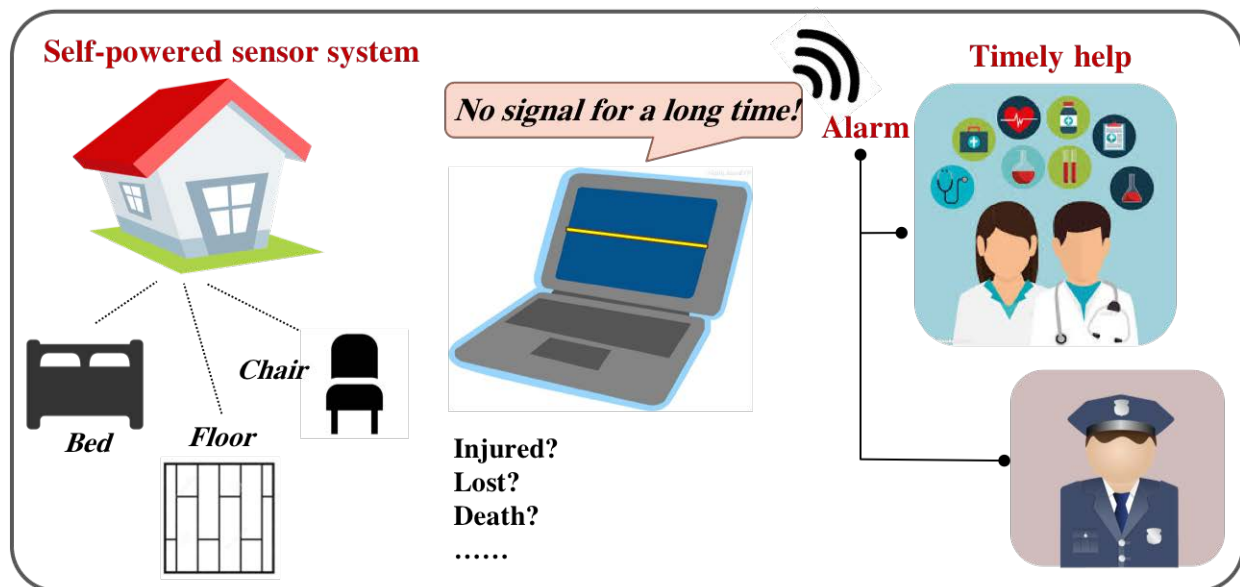 Self-powered sensor system
No signal for a long time!
Alarm
Timely help
Chair
Bed
Floor
Injured?
Lost?
Death?
......